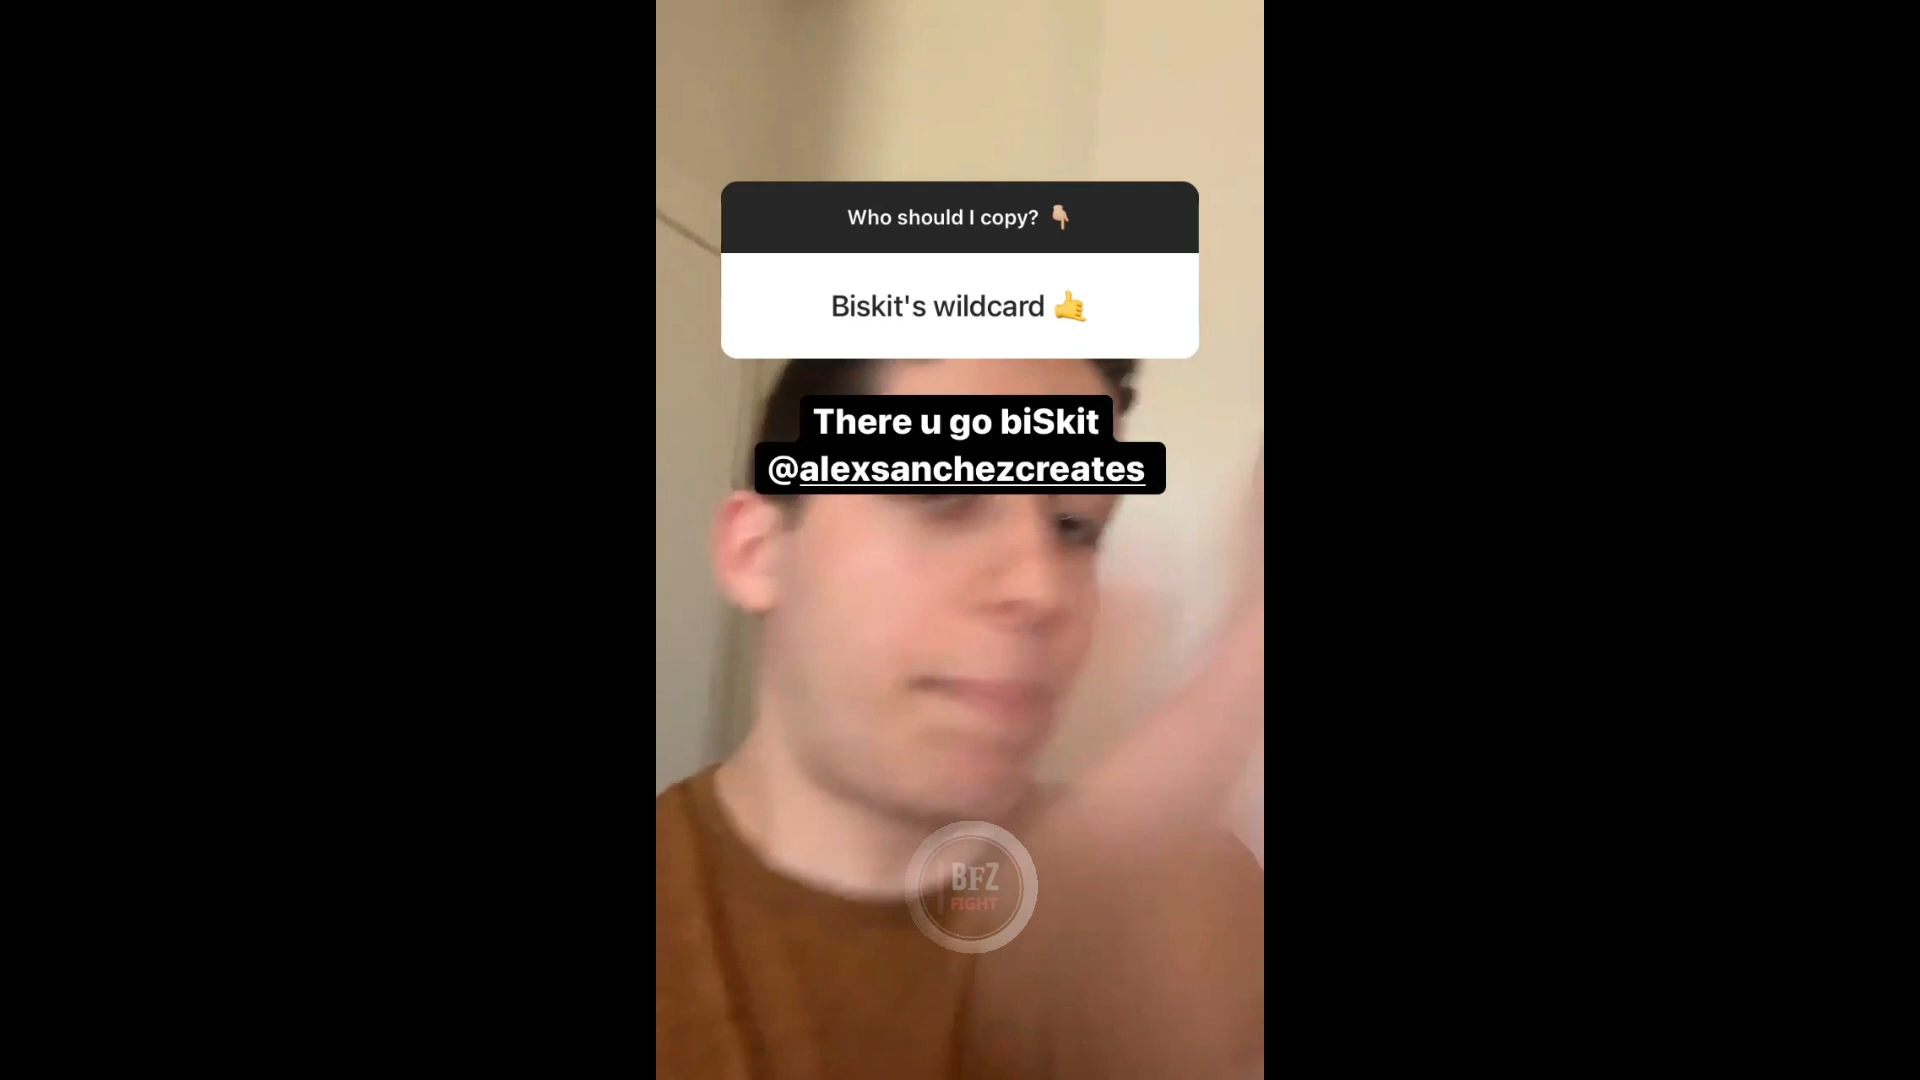 Who should I copy? 👇🏼
Biskit's wildcard 🤙
There u go biSkit
@alexsanchezcreates
BFZ
FIGHT